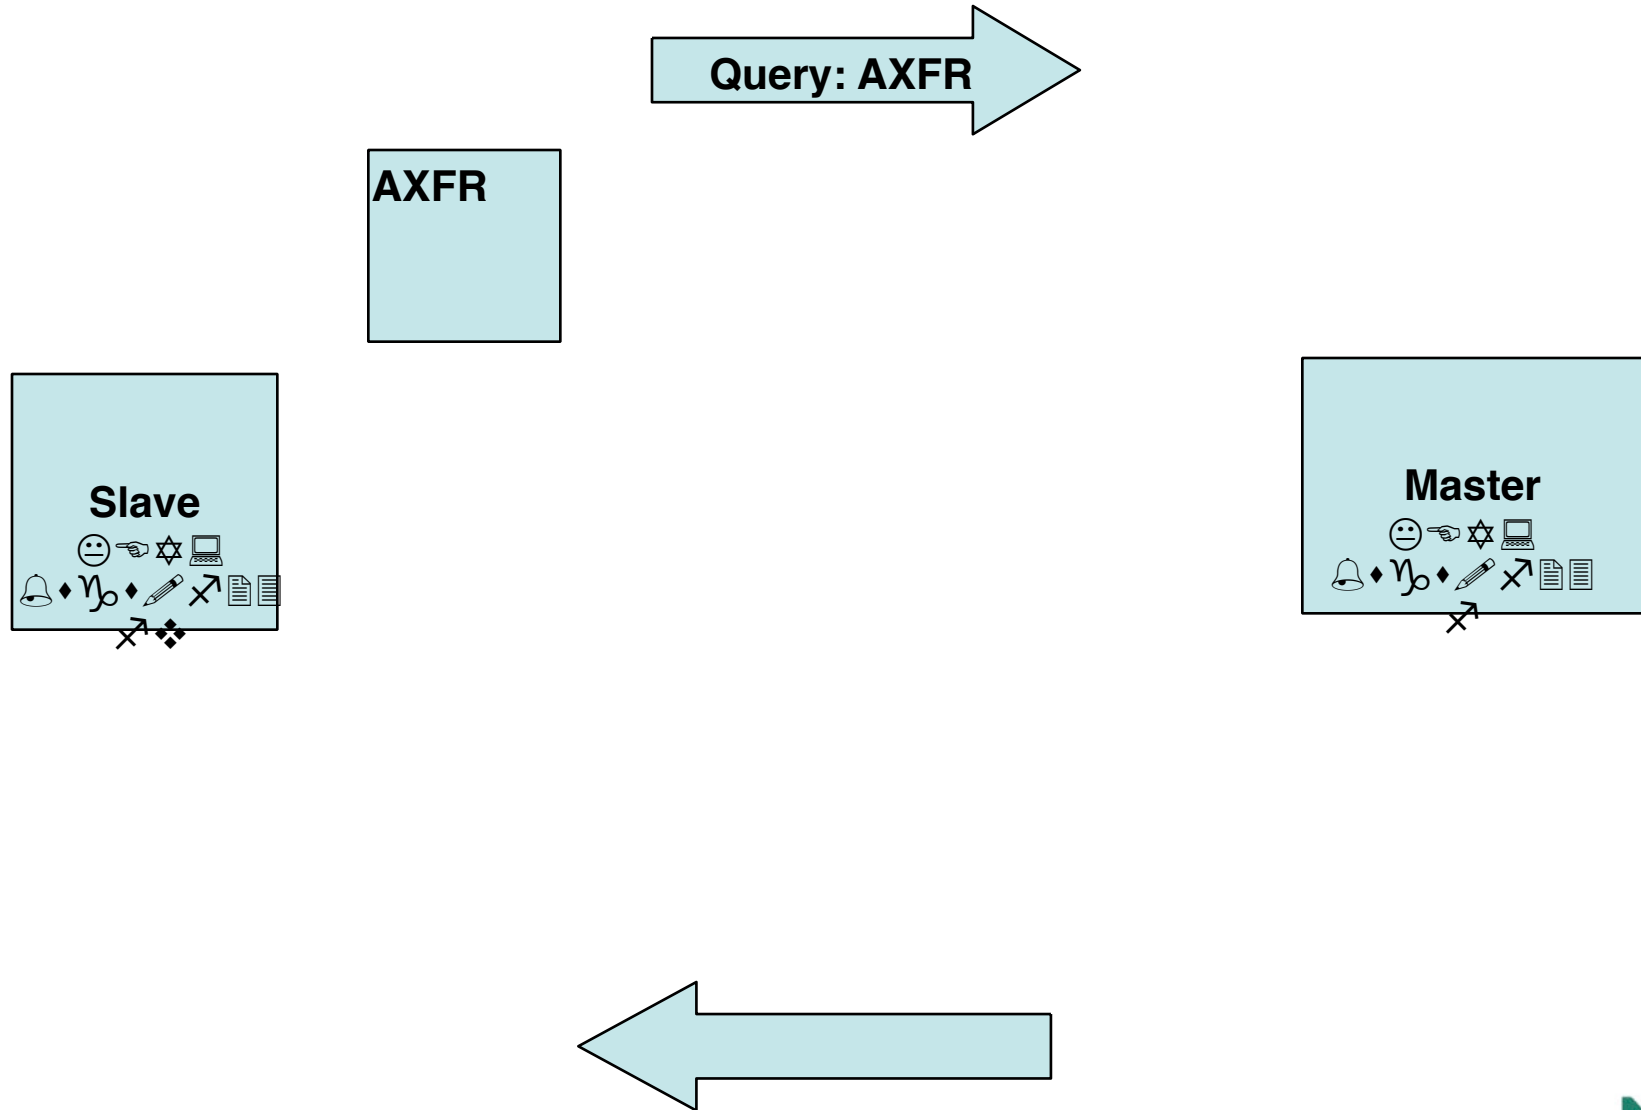 Query: AXFR
AXFR
Slave
😐︎☜✡💻︎
🔔︎⬧♑⬧✏♐🖹🗏
♐❖
Master
😐︎☜✡💻︎
🔔︎⬧♑⬧✏♐🖹🗏
♐